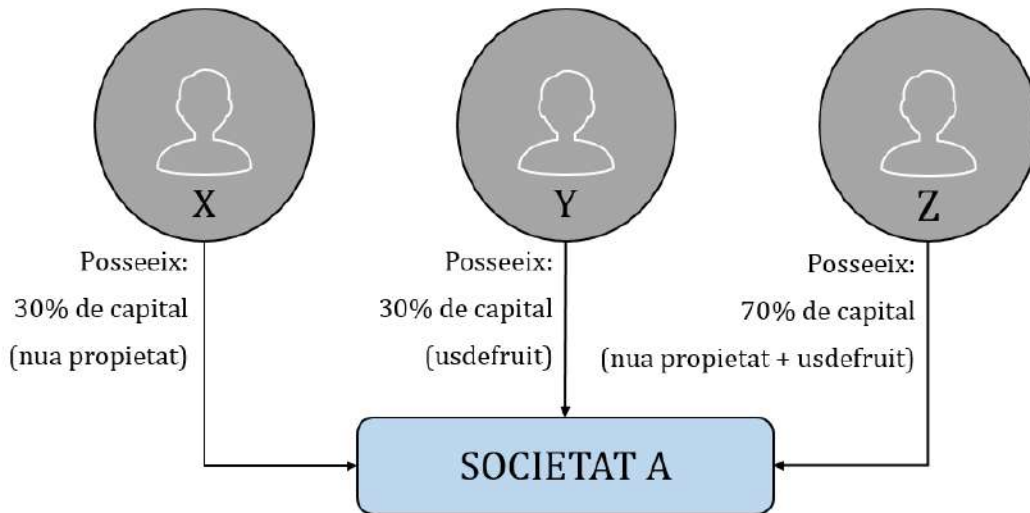 X
Posseeix:
30% de capital
(nua propietat)
Y
Posseeix:
30% de capital
(usdefruit)
Z
Posseeix:
70% de capital
(nua propietat + usdefruit)
SOCIETAT A